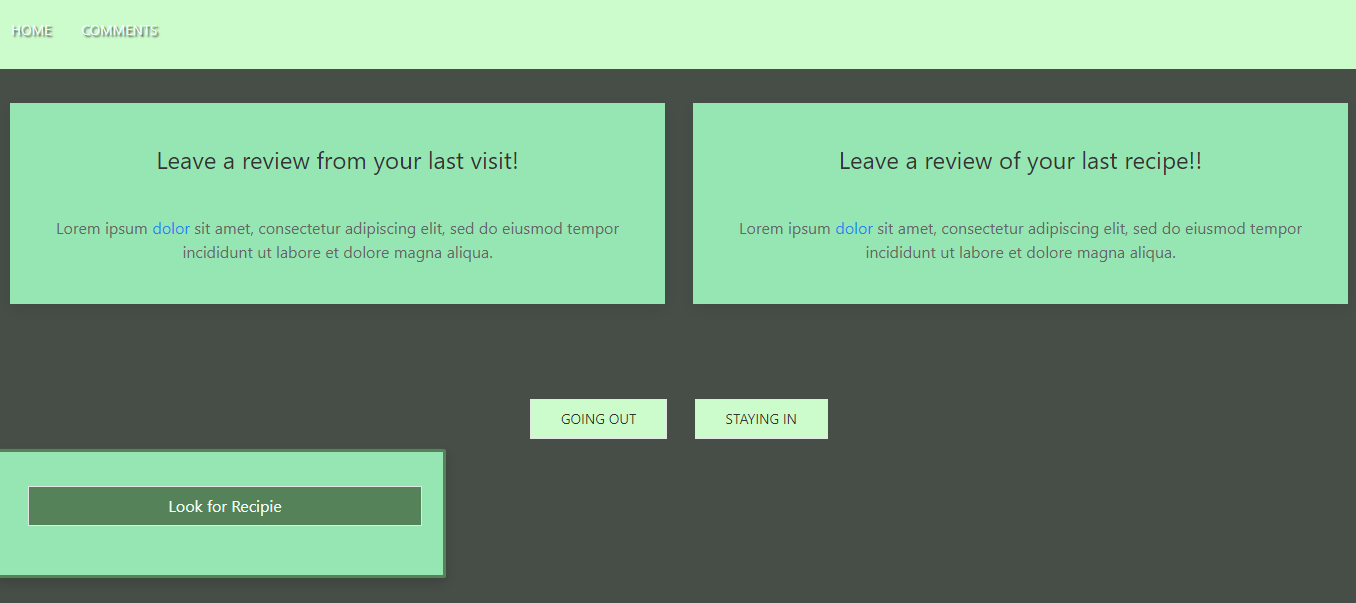 HOME COMMENTS
Leave a review from your last visit!
Lorem ipsum dolor sit amet, consectetur adipiscing elit, sed do eiusmod tempor
incididunt ut labore et dolore magna aliqua.
Leave a review of your last recipe!!
Lorem ipsum dolor sit amet, consectetur adipiscing elit, sed do eiusmod tempor
incididunt ut labore et dolore magna aliqua.
GOING OUT STAYING IN
Look for Recipie